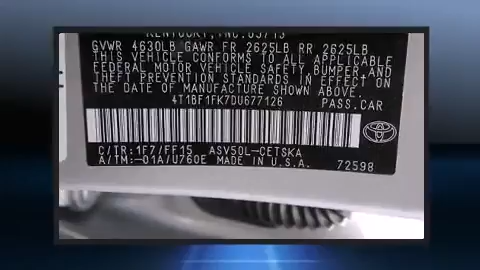 KENTUCKY, INC.
GVWR 4630LB GAWR FR 2625LB RR 2625LB
THIS VEHICLE CONFORMS TO ALL APPLICABLE
FEDERAL MOTOR VEHICLE SAFETY, BUMPER, AND
THEFT PREVENTION STANDARDS IN EFFECT ON
THE DATE OF MANUFACTURE SHOWN ABOVE.
4T1BF1FK7DU677126 PASS.CAR
C/TR:1F7/FF15 ASV50L-CETSKA
A/TM:-01A/U760E MADE IN U.S.A. 72598